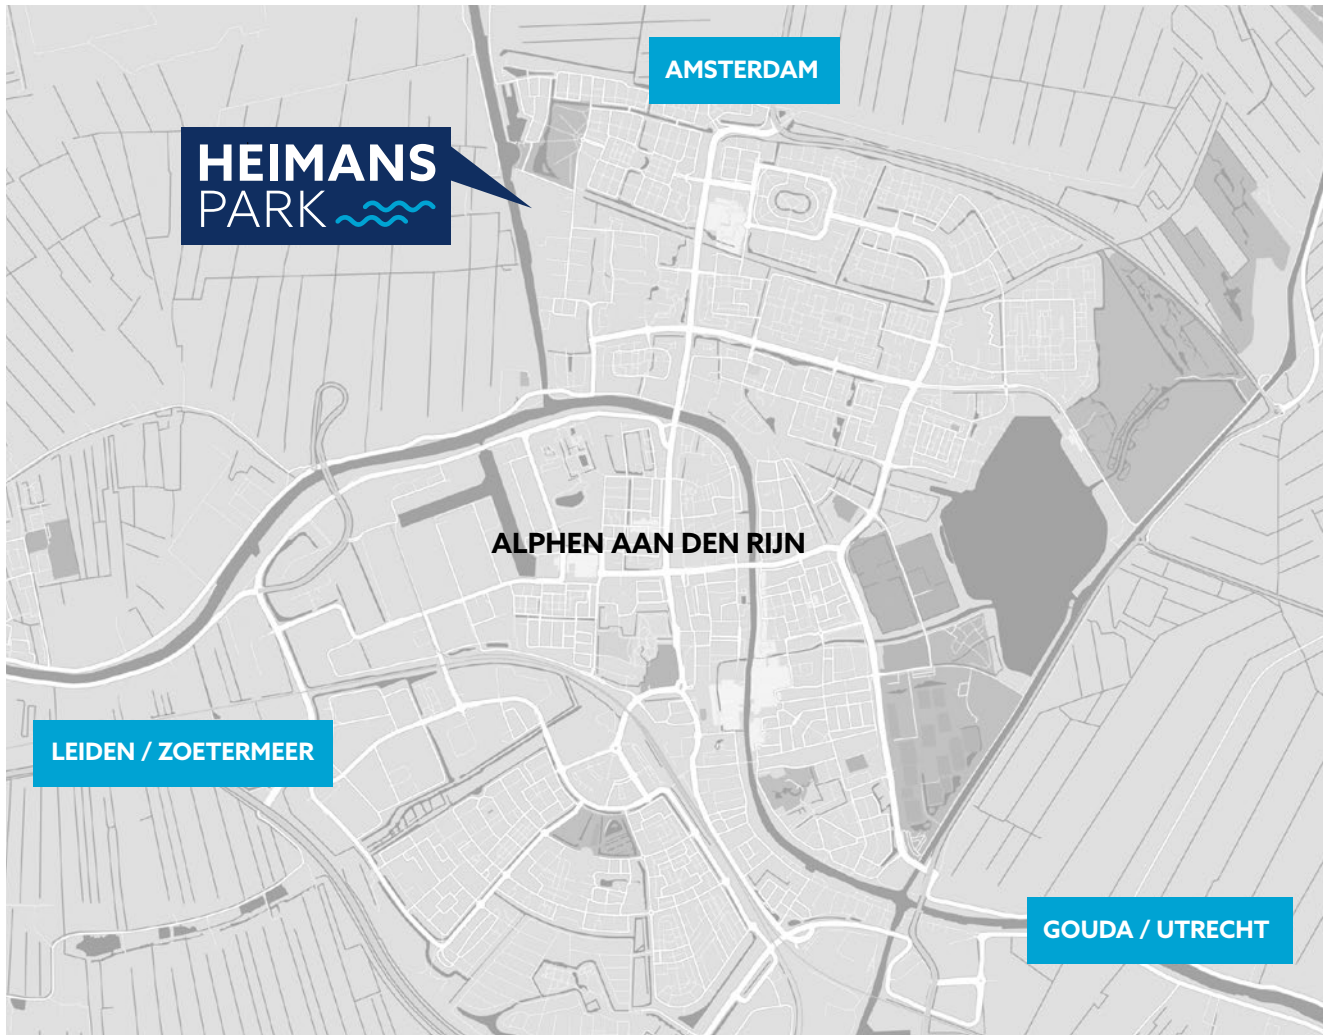 AMSTERDAM
HEIMANS
PARK
ALPHEN AAN DEN RIJN
LEIDEN / ZOETERMEER
GOUDA / UTRECHT